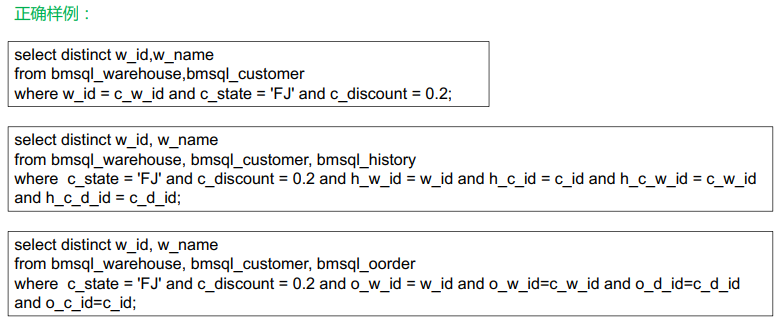 正确样例：
select distinct w_id,w_name
from bmsql_warehouse,bmsql_customer
where w_id = c_w_id and c_state = 'FJ' and c_discount = 0.2;
select distinct w_id, w_name
from bmsql_warehouse, bmsql_customer, bmsql_history
where  c_state = 'FJ' and c_discount = 0.2 and h_w_id = w_id and h_c_id = c_id and h_c_w_id = c_w_id
and h_c_d_id = c_d_id;
select distinct w_id, w_name
from bmsql_warehouse, bmsql_customer, bmsql_oorder
where  c_state = 'FJ' and c_discount = 0.2 and o_w_id = w_id and o_w_id=c_w_id and o_d_id=c_d_id
and o_c_id=c_id;